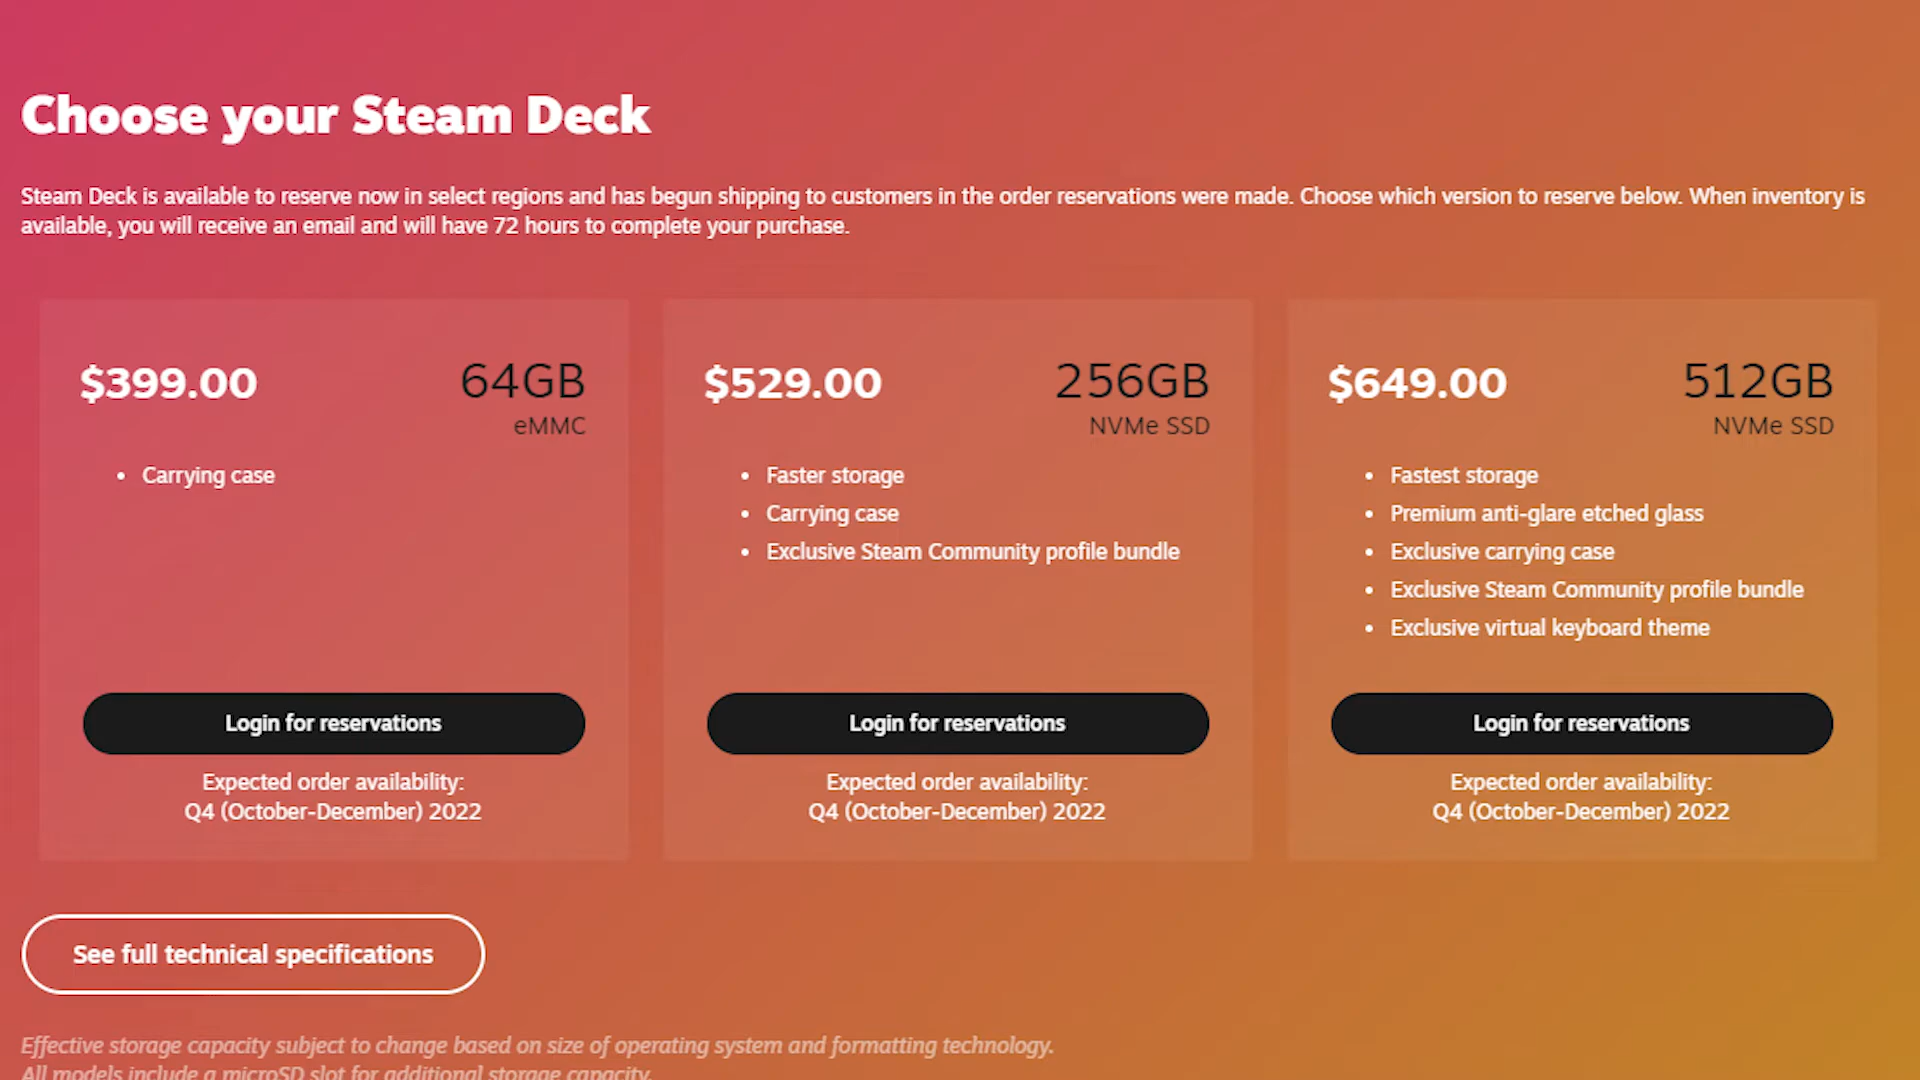 Choose your Steam Deck
Steam Deck is available to reserve now in select regions and has begun shipping to customers in the order reservations were made. Choose which version to reserve below. When inventory is
available, you will receive an email and will have 72 hours to complete your purchase.
$399.00
64GB
eMMC
• Carrying case
Login for reservations
Expected order availability:
Q4 (October-December) 2022
$529.00
256GB
NVMe SSD
• Faster storage
• Carrying case
• Exclusive Steam Community profile bundle
Login for reservations
Expected order availability:
Q4 (October-December) 2022
$649.00
512GB
NVMe SSD
• Fastest storage
• Premium anti-glare etched glass
• Exclusive carrying case
• Exclusive Steam Community profile bundle
• Exclusive virtual keyboard theme
Login for reservations
Expected order availability:
Q4 (October-December) 2022
See full technical specifications
Effective storage capacity subject to change based on size of operating system and formatting technology.
All models include a microSD slot for additional storage capacity.